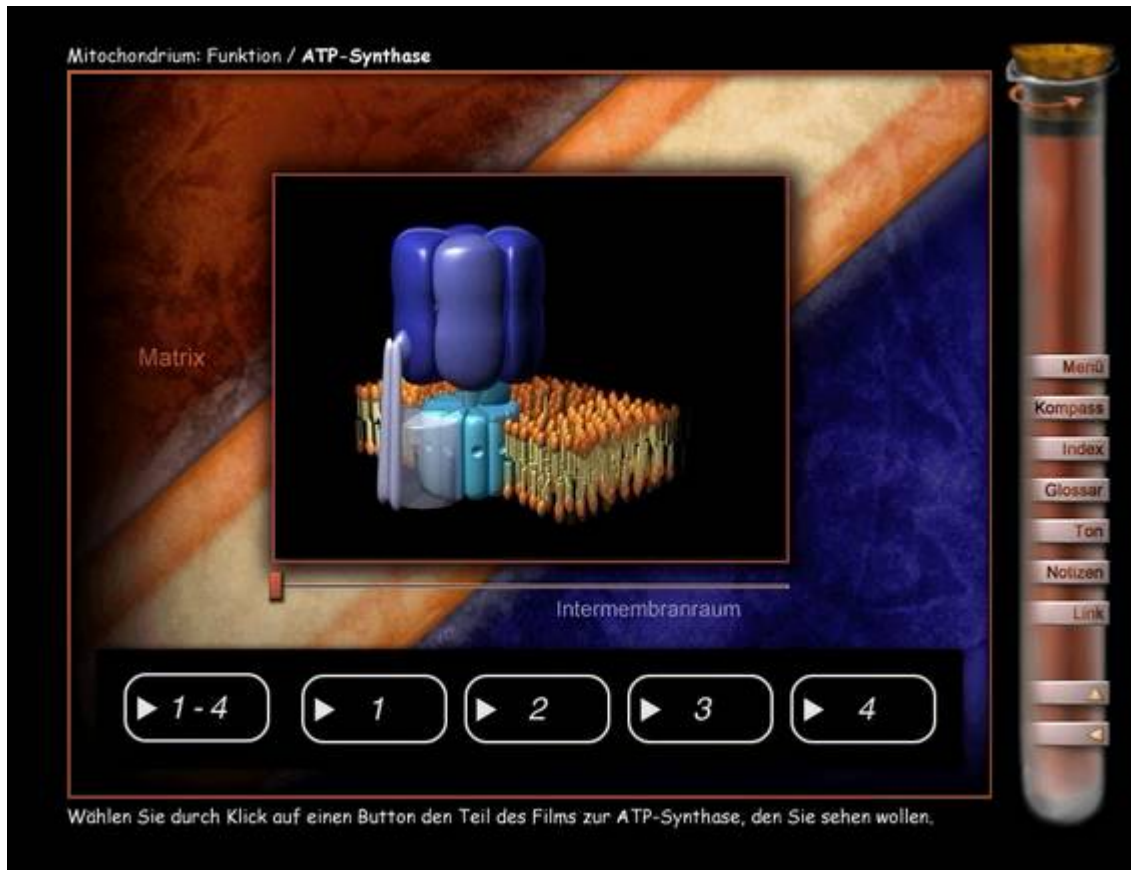 Mitochondrium: Funktion / ATP-Synthase
Matrix
Intermembranraum
1-4
1
2
3
4
Menü
Kompass
Index
Glossar
Ton
Notizen
Link
Wählen Sie durch Klick auf einen Button den Teil des Films zur ATP-Synthase, den Sie sehen wollen.